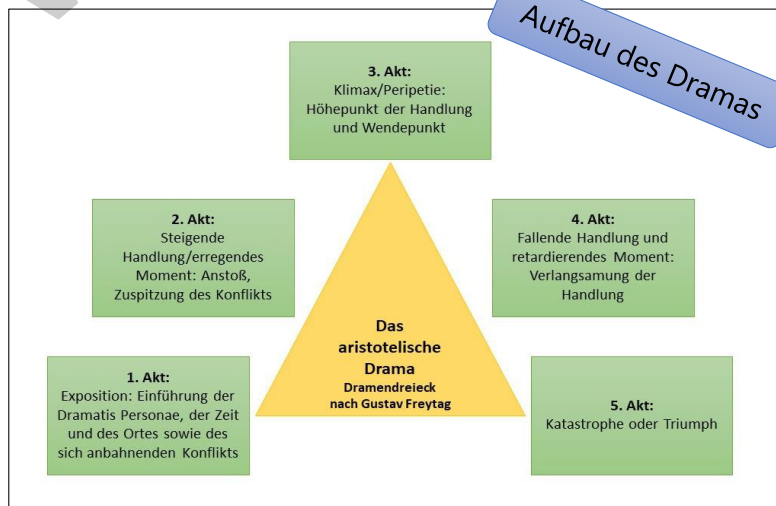 Aufbau des Dramas
3. Akt:
Klimax/Peripetie:
Höhepunkt der Handlung
und Wendepunkt
2. Akt:
Steigende
Handlung/erregendes
Moment: Anstoß,
Zuspitzung des Konflikts
4. Akt:
Fallende Handlung und
retardierendes Moment:
Verlangsamung der
Handlung
1. Akt:
Exposition: Einführung der
Dramatis Personae, der Zeit
und des Ortes sowie des
sich anbahnenden Konflikts
Das
aristotelische
Drama
Dramendreieck
nach Gustav Freytag
5. Akt:
Katastrophe oder Triumph